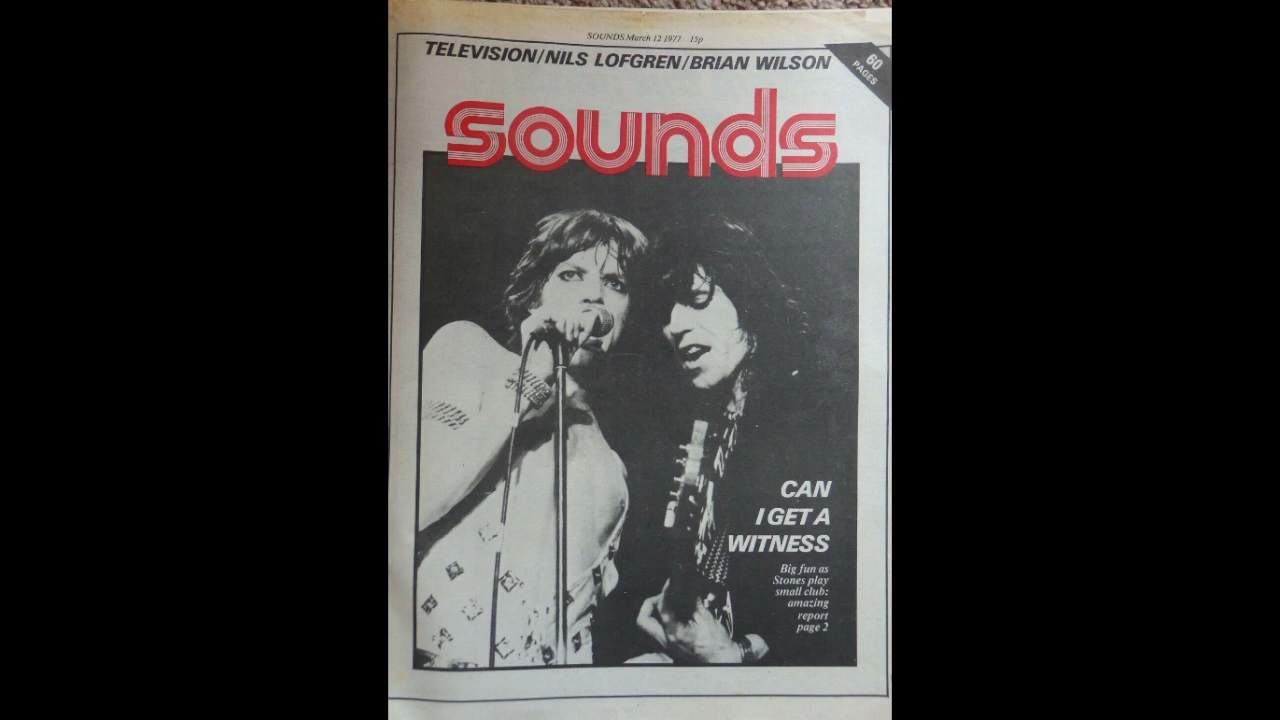 SOUNDS March 12 1977 15p
TELEVISION/NILS LOFGREN/BRIAN WILSON
60
PAGES
sounds
CAN
I GET A
WITNESS
Big fun as
Stones play
small club:
amazing
report
page 2